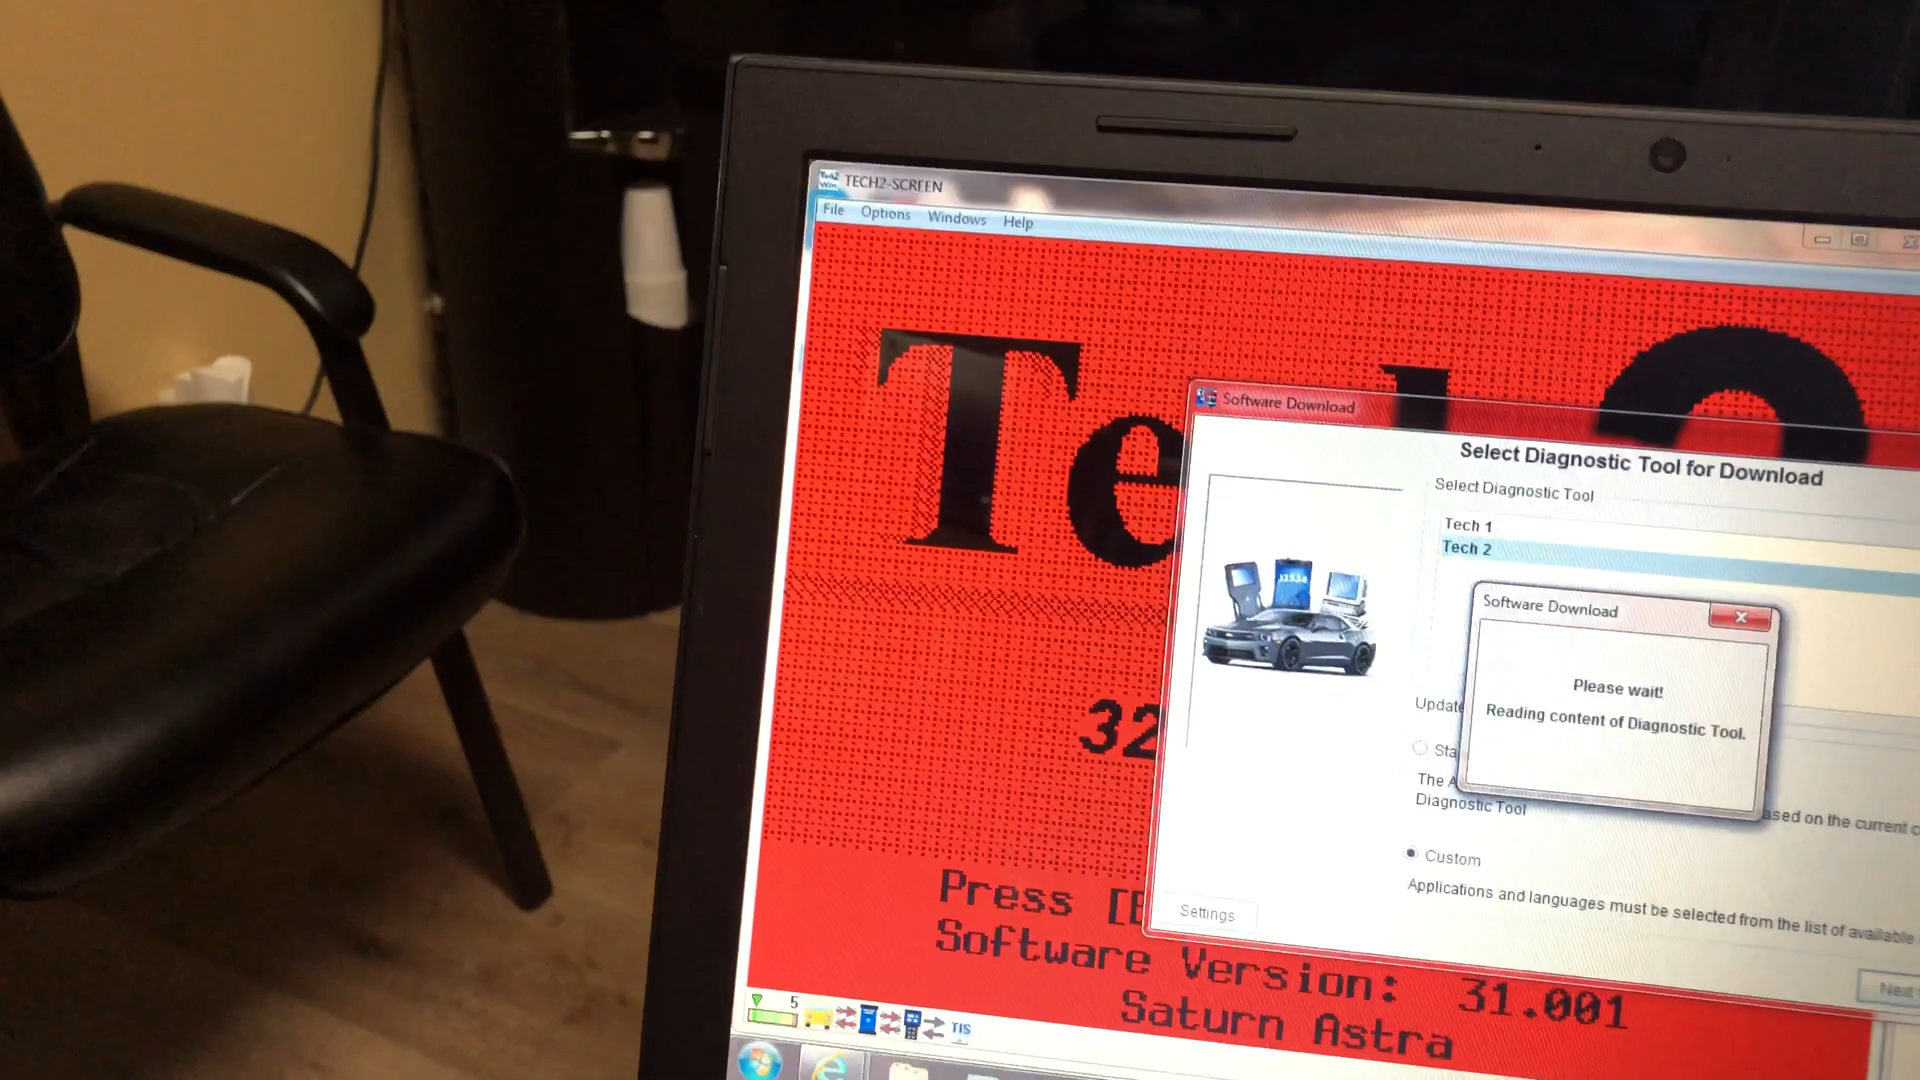 TECH2-SCREEN
File Options Windows Help
Software Download
Select Diagnostic Tool for Download
Select Diagnostic Tool
Tech 1
Tech 2
Software Download
Please wait!
Reading content of Diagnostic Tool.
Diagnostic Tool
based on the current
Custom
Applications and languages must be selected from the list of available
Settings
Next
32
Press [E
Software Version: 31.001
Saturn Astra
5
TIS